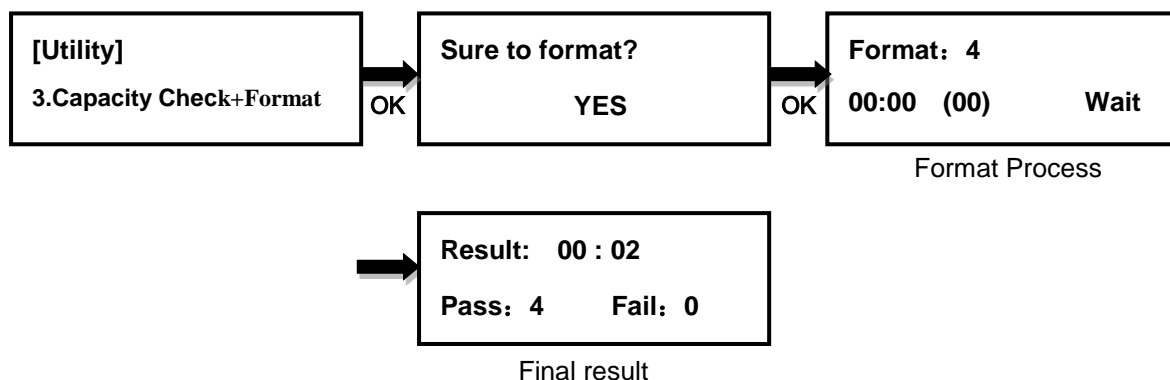 [Utility]
3.Capacity Check+Format
OK
Sure to format?
YES
OK
Format：4
00:00 (00) Wait
Format Process
Result: 00 : 02
Pass：4 Fail：0
Final result